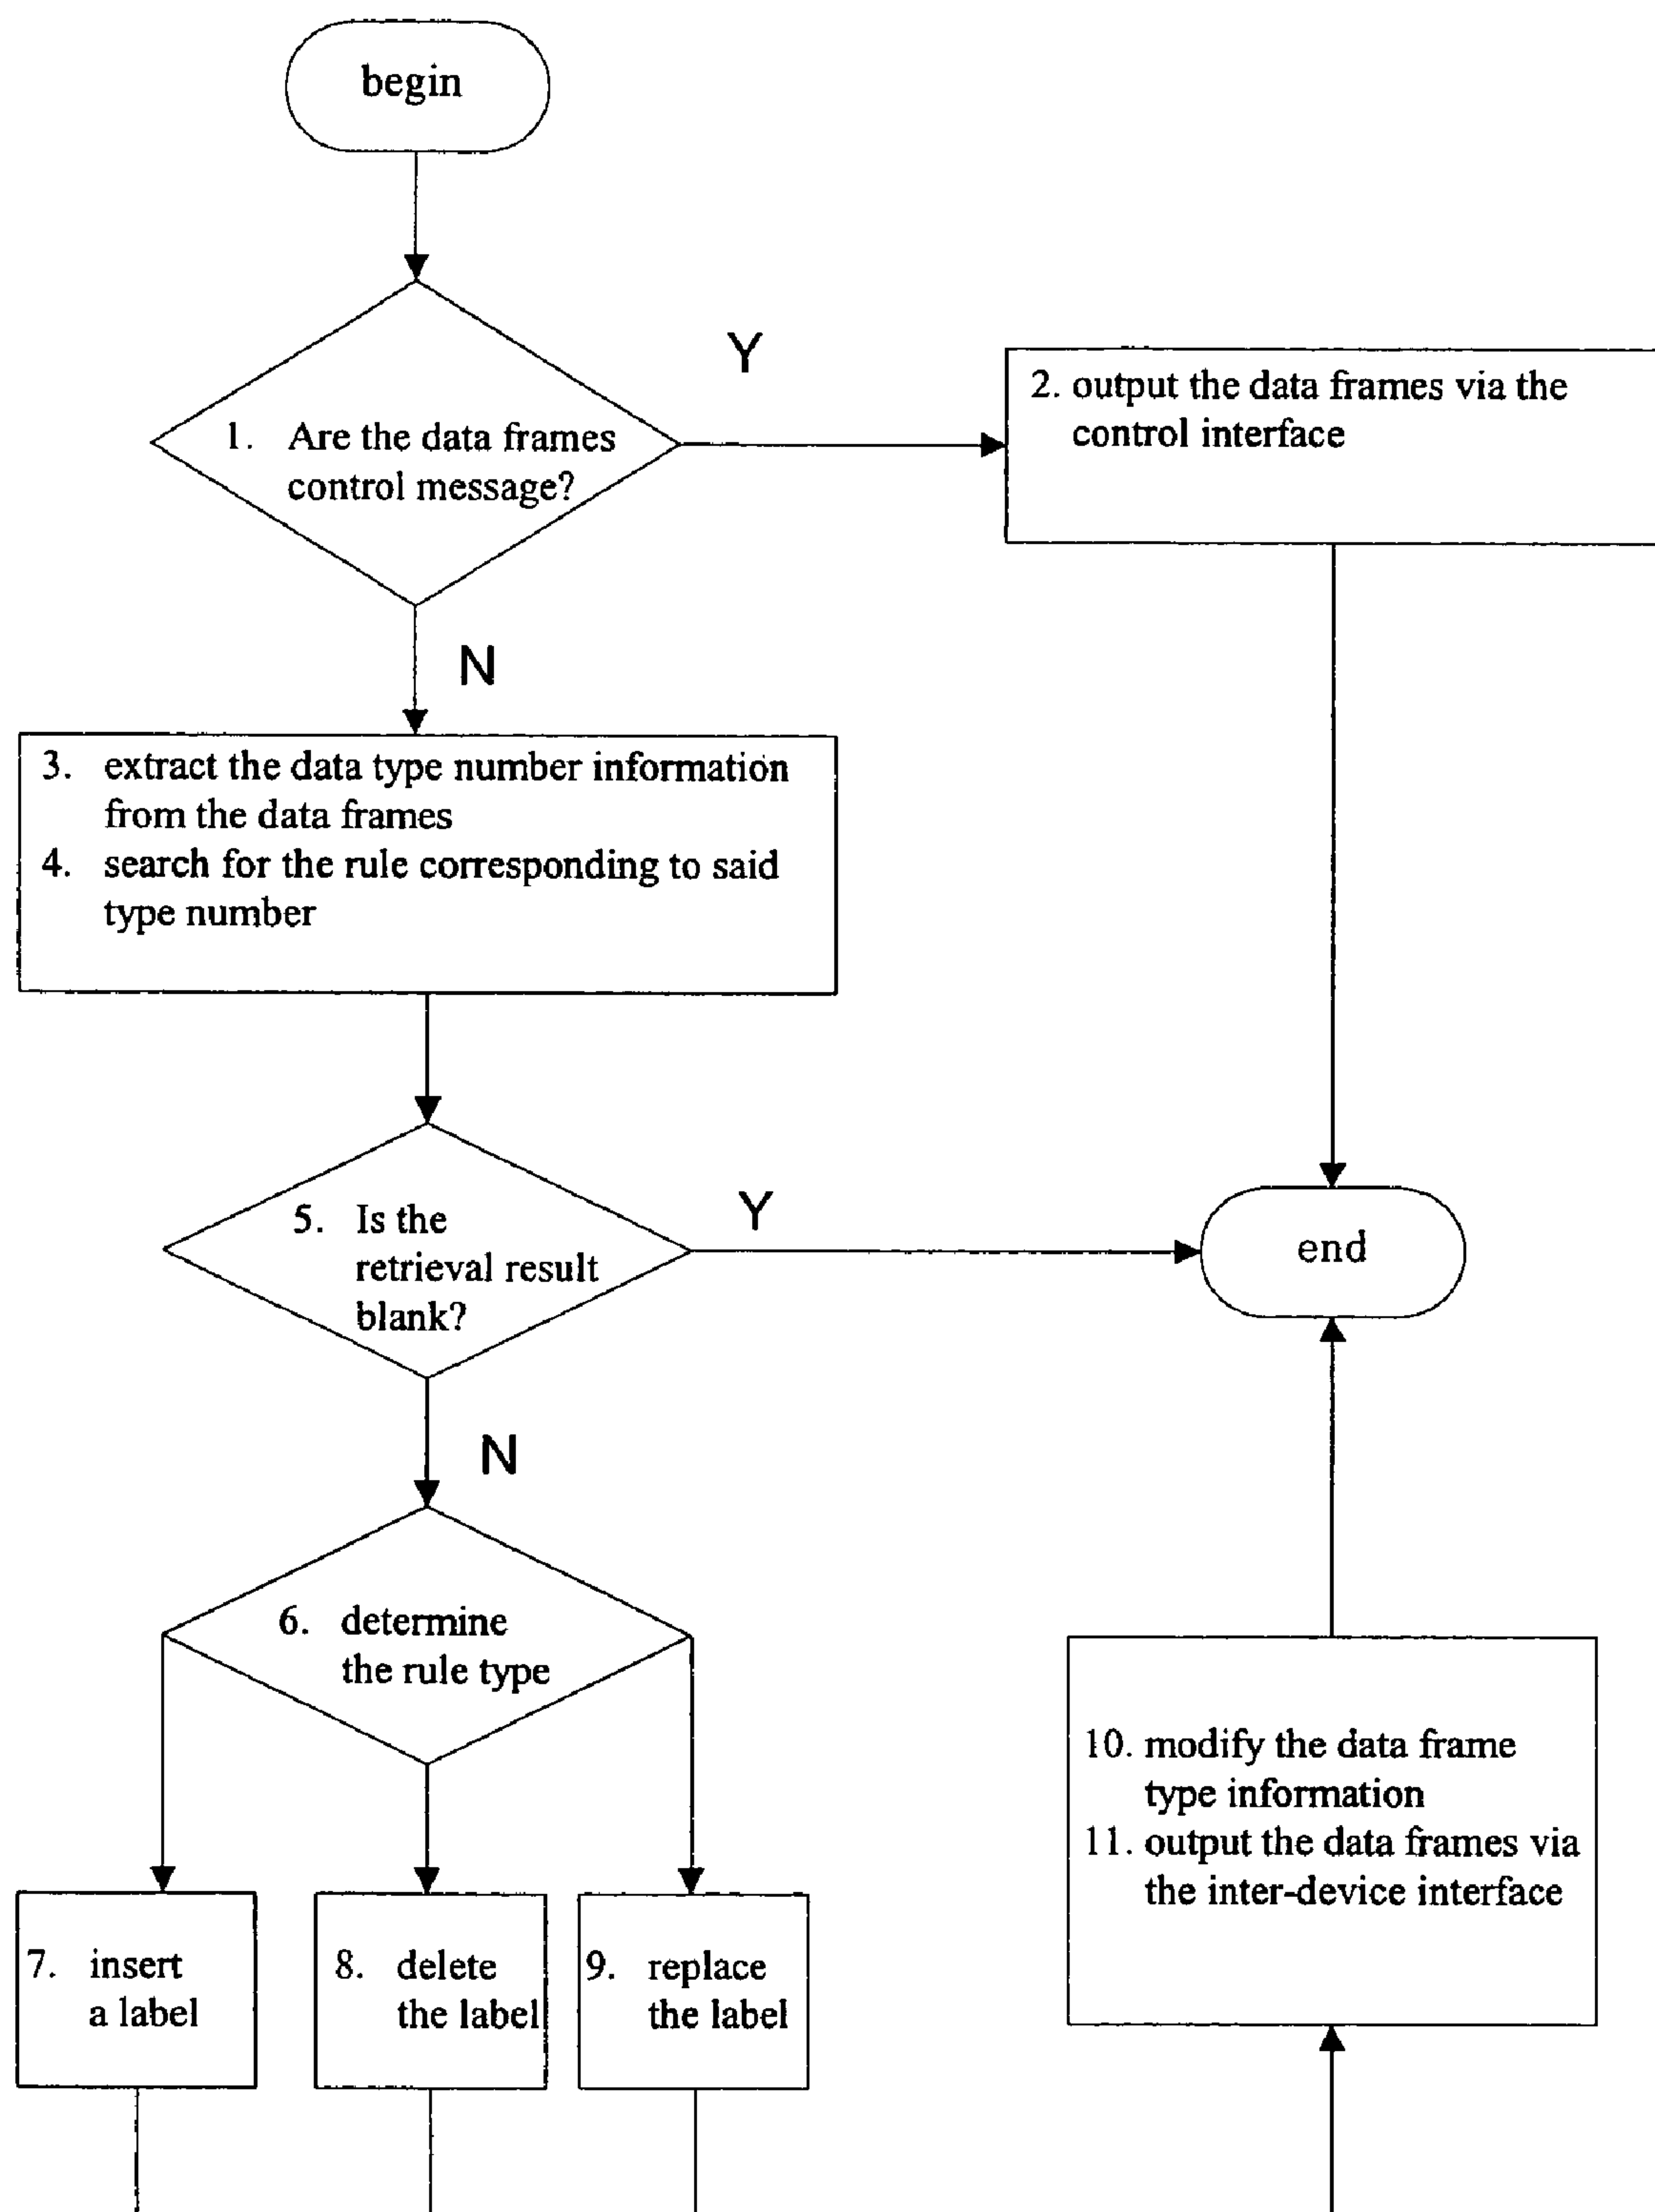 begin
Y
1. Are the data frames
control message?
2. output the data frames via the
control interface
N
3. extract the data type number information
from the data frames
4. search for the rule corresponding to said
type number
5. Is the
retrieval result
blank?
Y
end
N
6. determine
the rule type
10. modify the data frame
type information
11. output the data frames via
the inter-device interface
7. insert
a label
8. delete
the label
9. replace
the label